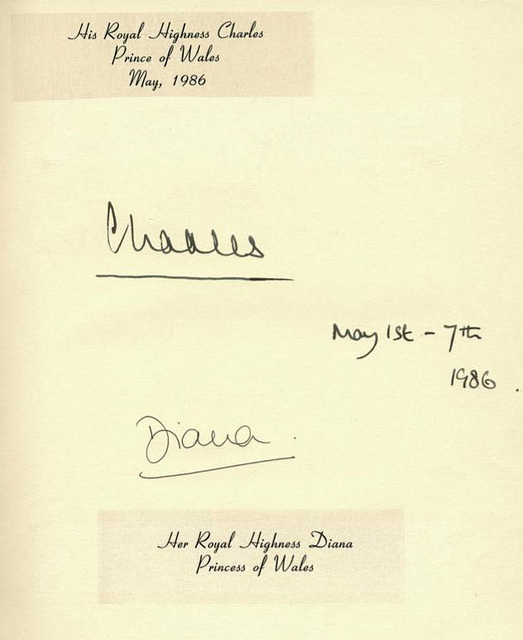 His Royal Highness Charles
Prince of Wales
May, 1986
Charles
May 1st - 7th
1986.
Diana.
Her Royal Highness Diana
Princess of Wales